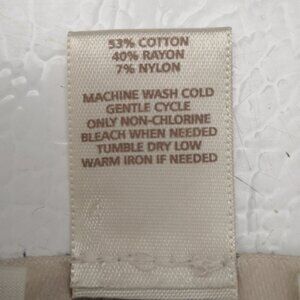 53% COTTON
40% RAYON
7% NYLON
MACHINE WASH COLD
GENTLE CYCLE
ONLY NON-CHLORINE
BLEACH WHEN NEEDED
TUMBLE DRY LOW
WARM IRON IF NEEDED